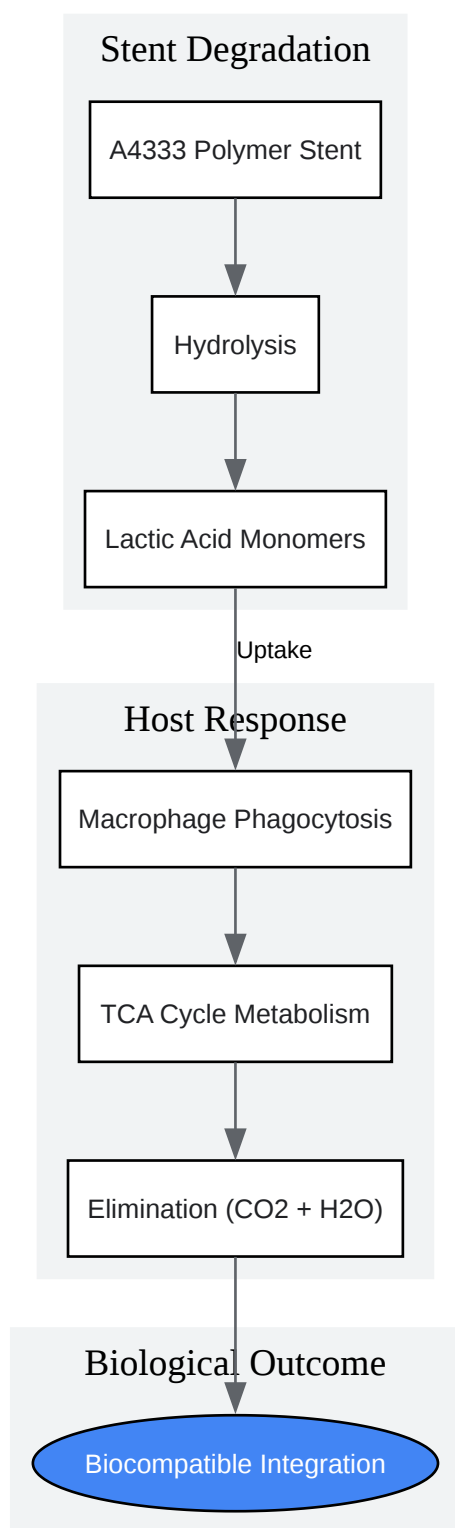 Stent Degradation
A4333 Polymer Stent
Hydrolysis
Lactic Acid Monomers
Uptake
Host Response
Macrophage Phagocytosis
TCA Cycle Metabolism
Elimination (CO2 + H2O)
Biological Outcome
Biocompatible Integration